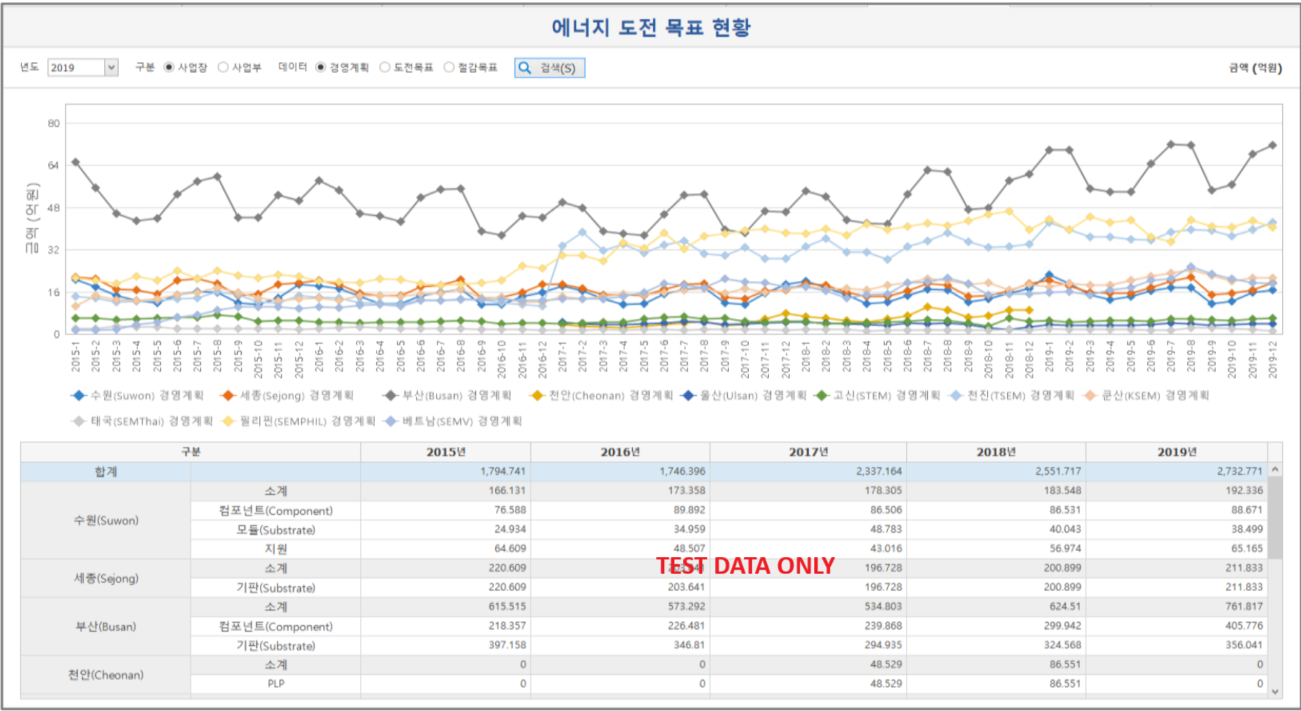 에너지 도전 목표 현황
년도 2019 구분 사업장 사업부 데이터 경영계획 도전목표 절감목표 검색(S) 금액 (억원)
금액 (억원)
80
64
48
32
16
0
2015-1 2015-2 2015-3 2015-4 2015-5 2015-6 2015-7 2015-8 2015-9 2015-10 2015-11 2015-12 2016-1 2016-2 2016-3 2016-4 2016-5 2016-6 2016-7 2016-8 2016-9 2016-10 2016-11 2016-12 2017-1 2017-2 2017-3 2017-4 2017-5 2017-6 2017-7 2017-8 2017-9 2017-10 2017-11 2017-12 2018-1 2018-2 2018-3 2018-4 2018-5 2018-6 2018-7 2018-8 2018-9 2018-10 2018-11 2018-12 2019-1 2019-2 2019-3 2019-4 2019-5 2019-6 2019-7 2019-8 2019-9 2019-10 2019-11 2019-12
수원(Suwon) 경영계획 세종(Sejong) 경영계획 부산(Busan) 경영계획 천안(Cheonan) 경영계획 울산(Ulsan) 경영계획 고신(STEM) 경영계획 천진(TSEM) 경영계획 쿤산(KSEM) 경영계획
태국(SEMThai) 경영계획 필리핀(SEMPHIL) 경영계획 베트남(SEMV) 경영계획
구분 2015년 2016년 2017년 2018년 2019년
합계 1,794.741 1,746.396 2,337.164 2,551.717 2,732.771
수원(Suwon)
소계 166.131 173.358 178.305 183.548 192.336
컴포넌트(Component) 76.588 89.892 86.506 86.531 88.671
모듈(Substrate) 24.934 34.959 48.783 40.043 38.499
지원 64.609 48.507 43.016 56.974 65.165
세종(Sejong)
소계 220.609 196.728 200.899 211.833
TEST DATA ONLY
기판(Substrate) 220.609 203.641 196.728 200.899 211.833
부산(Busan)
소계 615.515 573.292 534.803 624.51 761.817
컴포넌트(Component) 218.357 226.481 239.868 299.942 405.776
기판(Substrate) 397.158 346.81 294.935 324.568 356.041
천안(Cheonan)
소계 0 0 48.529 86.551 0
PLP 0 0 48.529 86.551 0